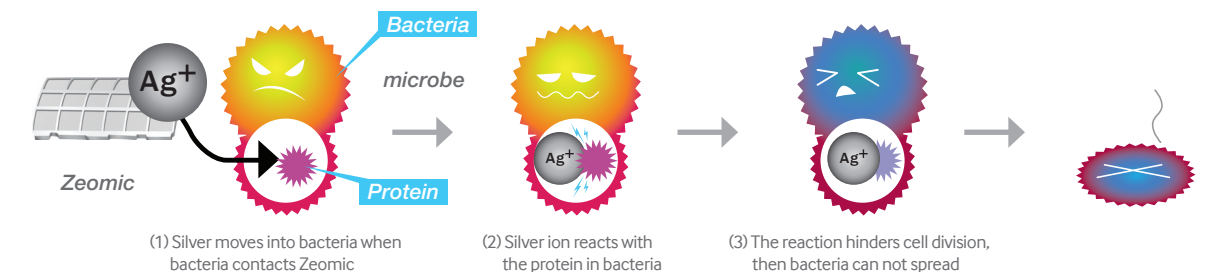 Bacteria
microbe
Ag+
Zeomic
Protein
Ag+
Ag+
(1) Silver moves into bacteria when
bacteria contacts Zeomic
(2) Silver ion reacts with
the protein in bacteria
(3) The reaction hinders cell division,
then bacteria can not spread